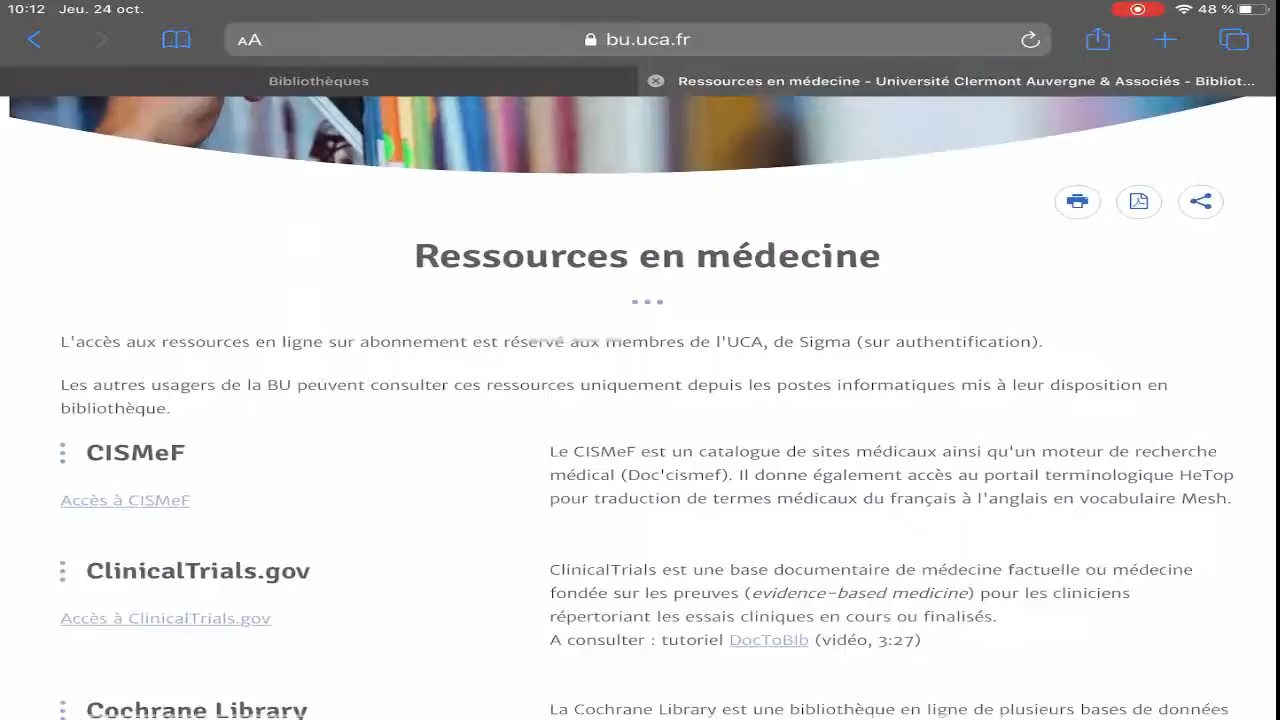 10:12 Jeu. 24 oct.
48 %
AA
bu.uca.fr
Bibliothèques
Ressources en médecine - Université Clermont Auvergne & Associés - Bibliot...
Ressources en médecine
L'accès aux ressources en ligne sur abonnement est réservé aux membres de l'UCA, de Sigma (sur authentification).
Les autres usagers de la BU peuvent consulter ces ressources uniquement depuis les postes informatiques mis à leur disposition en
bibliothèque.
CISMeF
Accès à CISMeF
Le CISMeF est un catalogue de sites médicaux ainsi qu'un moteur de recherche
médical (Doc'cismef). Il donne également accès au portail terminologique HeTop
pour traduction de termes médicaux du français à l'anglais en vocabulaire Mesh.
ClinicalTrials.gov
Accès à ClInicalTrials.gov
ClinicalTrials est une base documentaire de médecine factuelle ou médecine
fondée sur les preuves (evidence-based medicine) pour les cliniciens
répertoriant les essais cliniques en cours ou finalisés.
A consulter : tutoriel DocToBIb (vidéo, 3:27)
Cochrane Library
La Cochrane Library est une bibliothèque en ligne de plusieurs bases de données